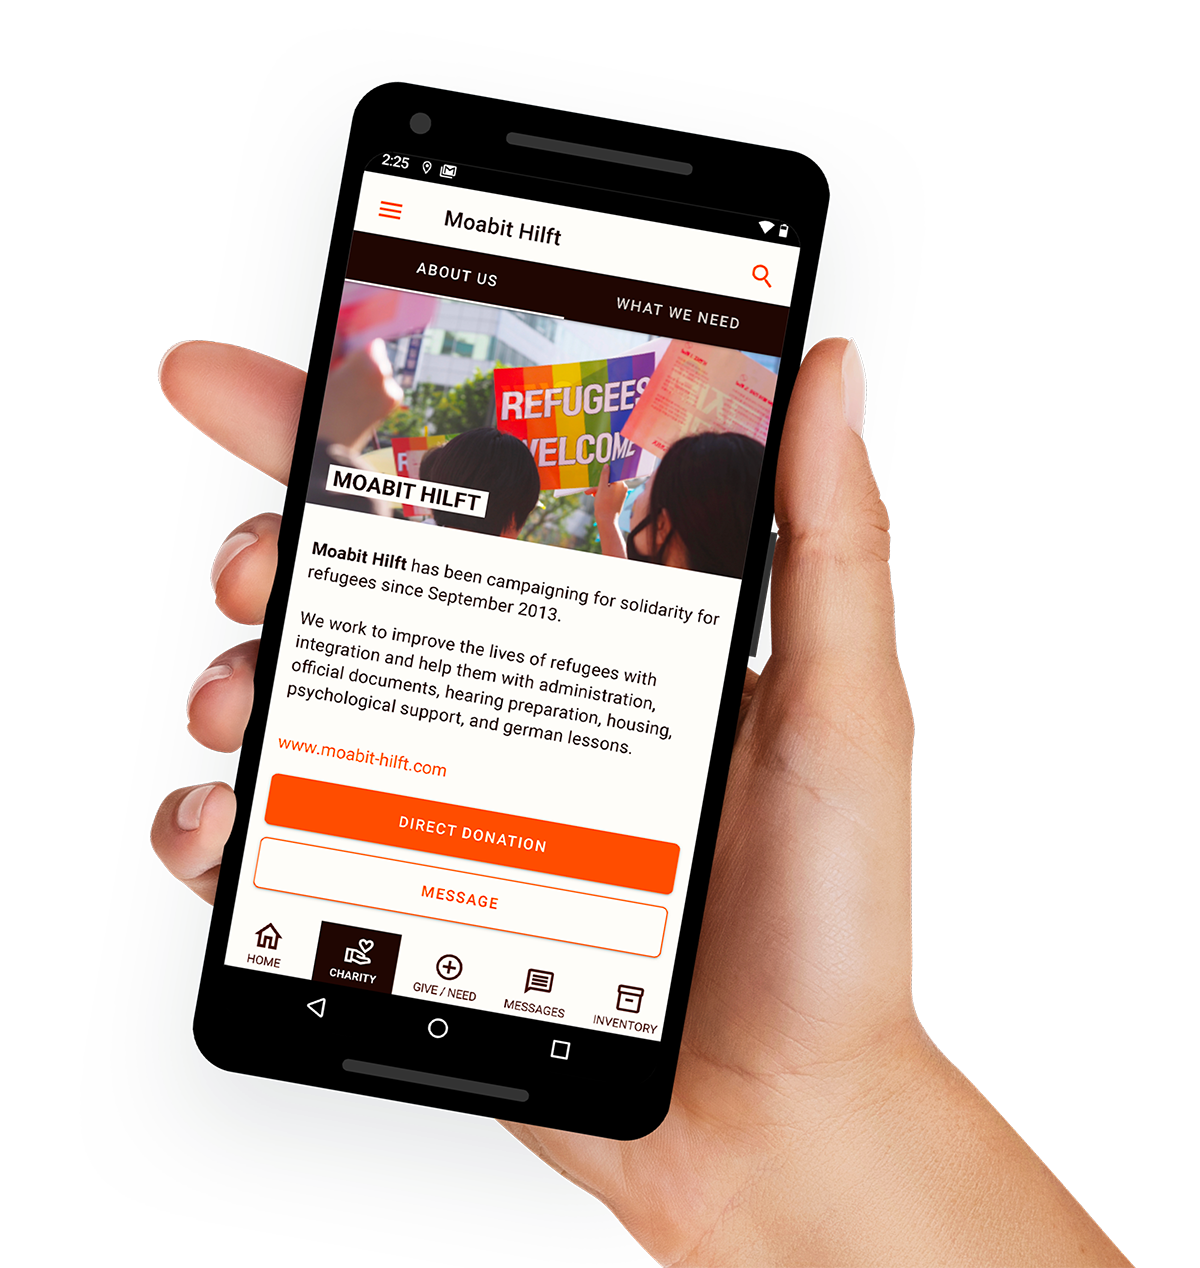 2:25
Moabit Hilft
ABOUT US
WHAT WE NEED
REFUGEES
WELCOME
MOABIT HILFT
Moabit Hilft has been campaigning for solidarity for
refugees since September 2013.
We work to improve the lives of refugees with
integration and help them with administration,
official documents, hearing preparation, housing,
psychological support, and german lessons.
www.moabit-hilft.com
DIRECT DONATION
MESSAGE
HOME
CHARITY
GIVE / NEED
MESSAGES
INVENTORY